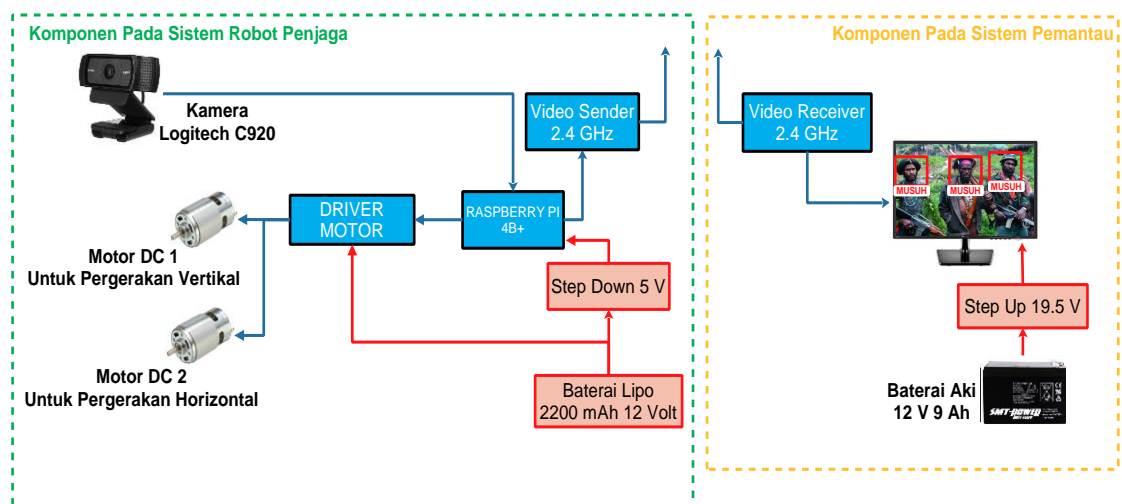 Komponen Pada Sistem Robot Penjaga
Kamera
Logitech C920
Video Sender
2.4 GHz
DRIVER
MOTOR
RASPBERRY PI
4B+
Motor DC 1
Untuk Pergerakan Vertikal
Step Down 5 V
Motor DC 2
Untuk Pergerakan Horizontal
Baterai Lipo
2200 mAh 12 Volt
Komponen Pada Sistem Pemantau
Video Receiver
2.4 GHz
MUSUH
MUSUH
MUSUH
Step Up 19.5 V
Baterai Aki
12 V 9 Ah
SMT-POWER